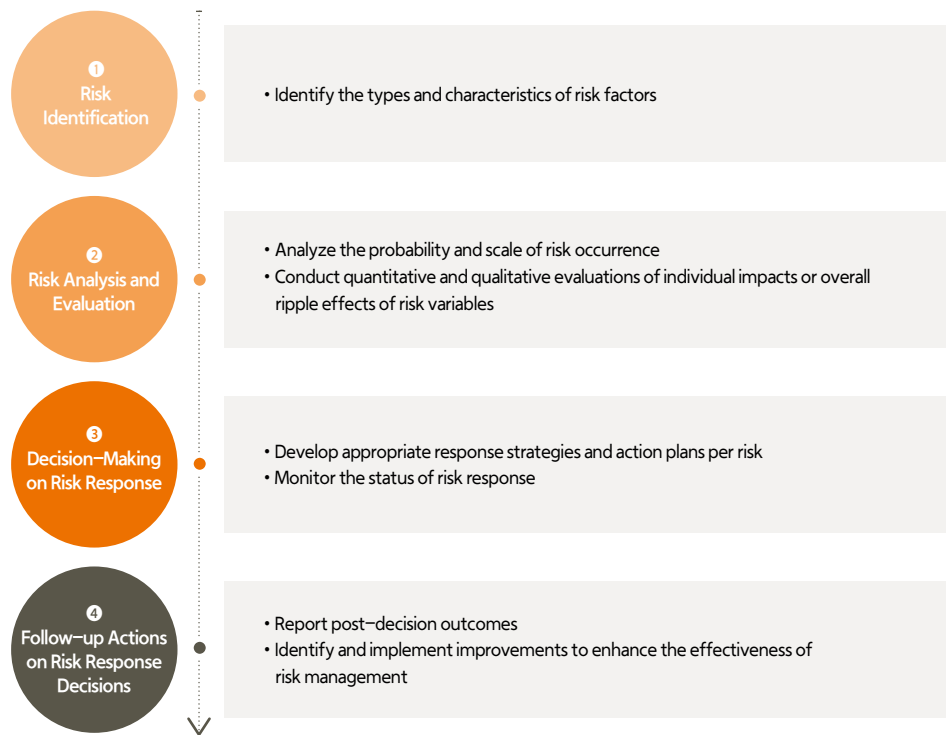 ❶
Risk
Identification
• Identify the types and characteristics of risk factors
❷
Risk Analysis and
Evaluation
• Analyze the probability and scale of risk occurrence
• Conduct quantitative and qualitative evaluations of individual impacts or overall
ripple effects of risk variables
❸
Decision-Making
on Risk Response
• Develop appropriate response strategies and action plans per risk
• Monitor the status of risk response
❹
Follow-up Actions
on Risk Response
Decisions
• Report post-decision outcomes
• Identify and implement improvements to enhance the effectiveness of
risk management